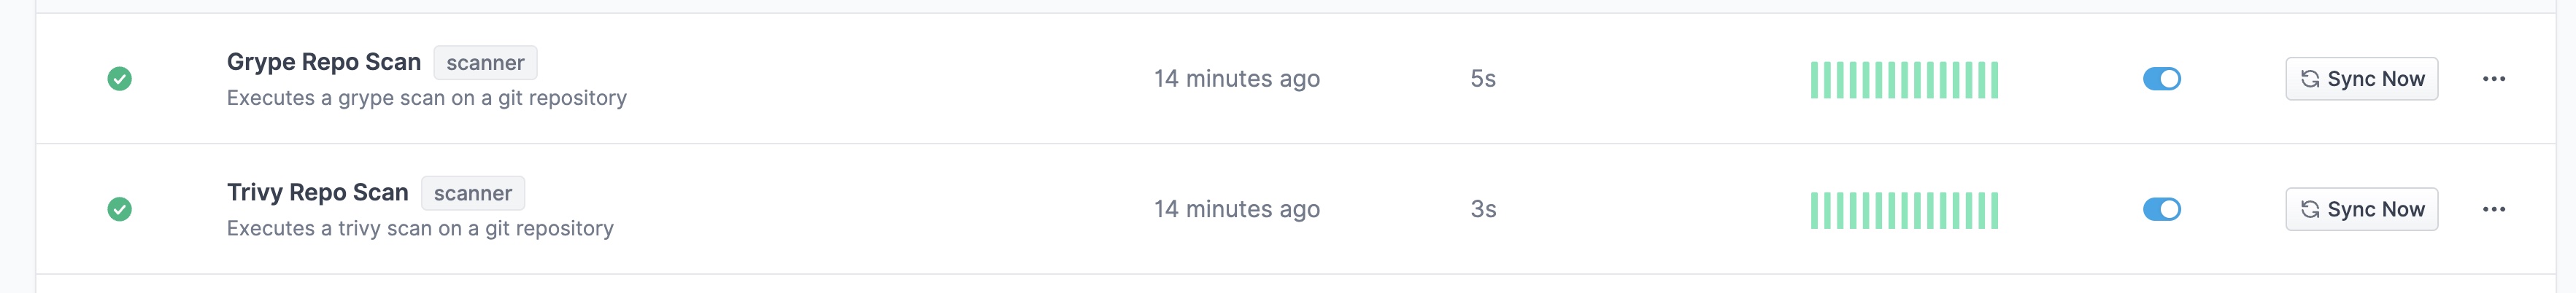 Grype Repo Scan scanner
Executes a grype scan on a git repository
14 minutes ago
5s
Sync Now
Trivy Repo Scan scanner
Executes a trivy scan on a git repository
14 minutes ago
3s
Sync Now